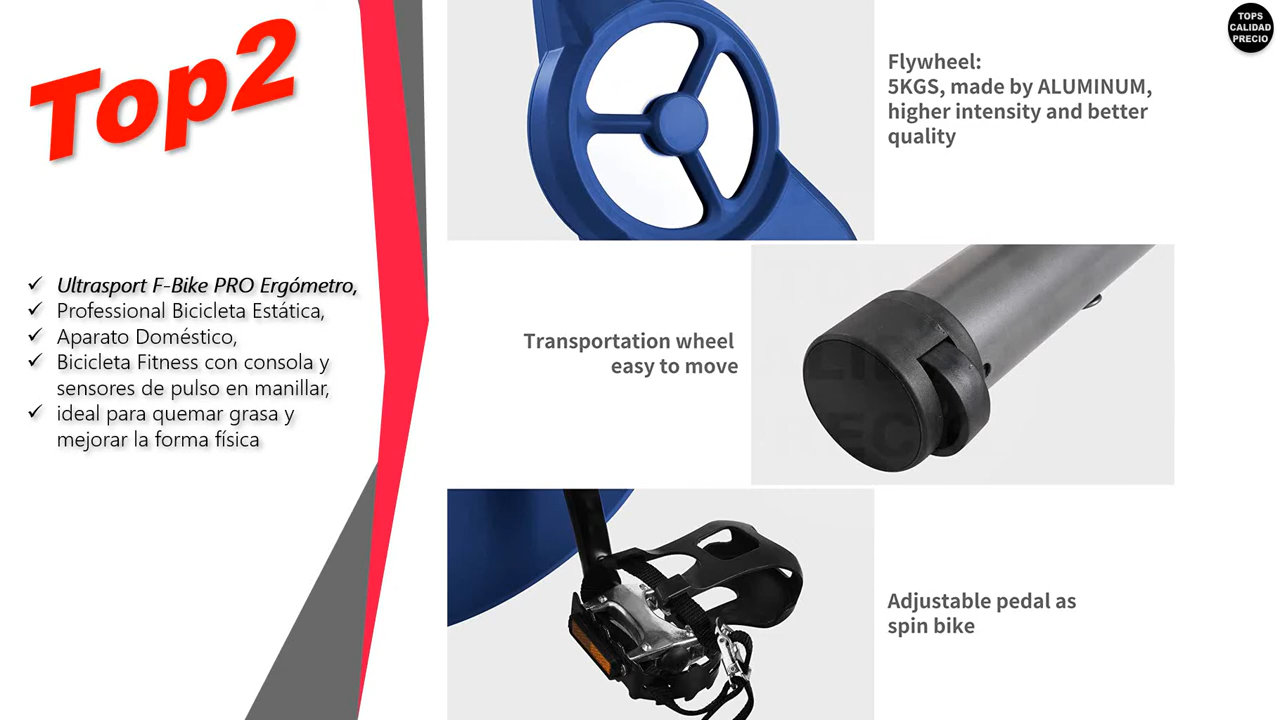 Top2
Ultrasport F-Bike PRO Ergómetro,
Professional Bicicleta Estática,
Aparato Doméstico,
Bicicleta Fitness con consola y
sensores de pulso en manillar,
ideal para quemar grasa y
mejorar la forma física
TOPS
CALIDAD
PRECIO
Flywheel:
5KGS, made by ALUMINUM,
higher intensity and better
quality
Transportation wheel
easy to move
Adjustable pedal as
spin bike